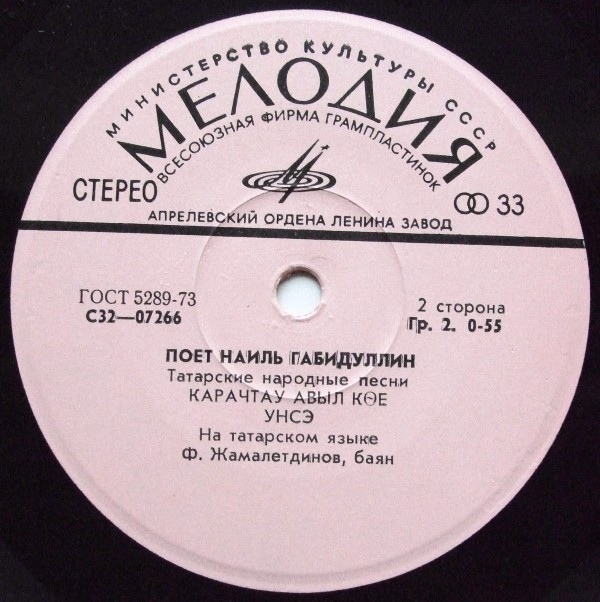 МИНИСТЕРСТВО КУЛЬТУРЫ СССР
МЕЛОДИЯ
ВСЕСОЮЗНАЯ ФИРМА ГРАМПЛАСТИНОК
СТЕРЕО
33
АПРЕЛЕВСКИЙ ОРДЕНА ЛЕНИНА ЗАВОД
ГОСТ 5289-73
С32—07266
2 сторона
Гр. 2. 0-55
ПОЕТ НАИЛЬ ГАБИДУЛЛИН
Татарские народные песни
КАРАЧТАУ АВЫЛ КӨЕ
УНСЭ
На татарском языке
Ф. Жамалетдинов, баян